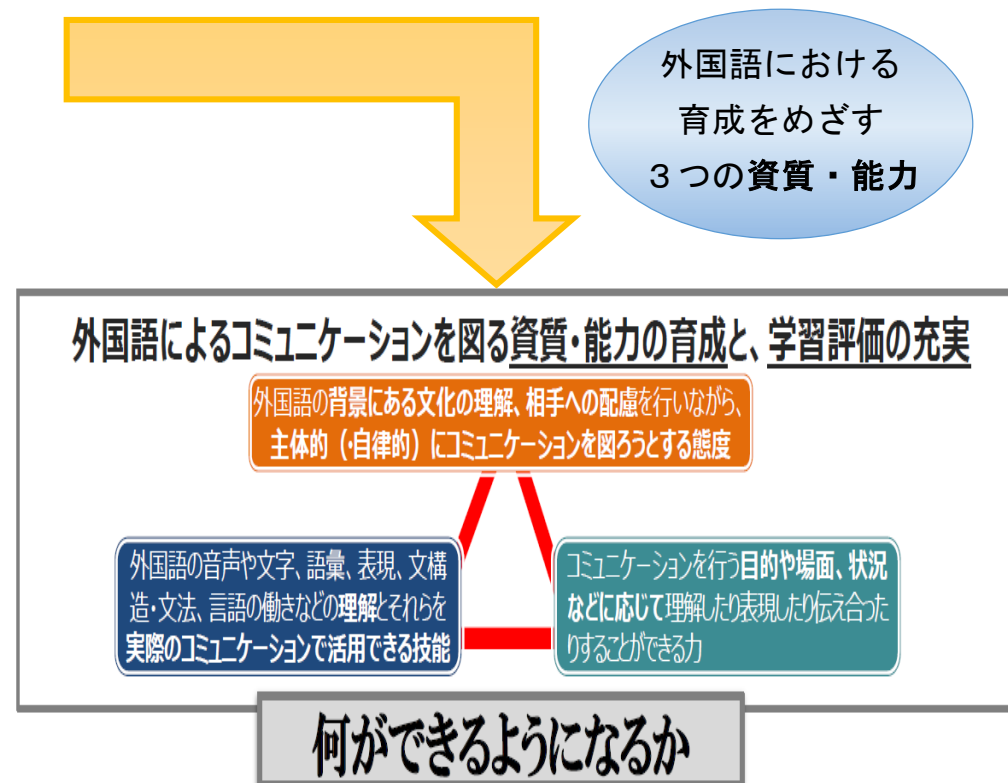 外国語における
育成をめざす
３つの資質・能力
外国語によるコミュニケーションを図る資質・能力の育成と、学習評価の充実
外国語の背景にある文化の理解、相手への配慮を行いながら、
主体的（・自律的）にコミュニケーションを図ろうとする態度
外国語の音声や文字、語彙、表現、文構
造・文法、言語の働きなどの理解とそれらを
実際のコミュニケーションで活用できる技能
コミュニケーションを行う目的や場面、状況
などに応じて理解したり表現したり伝え合った
りすることができる力
何ができるようになるか